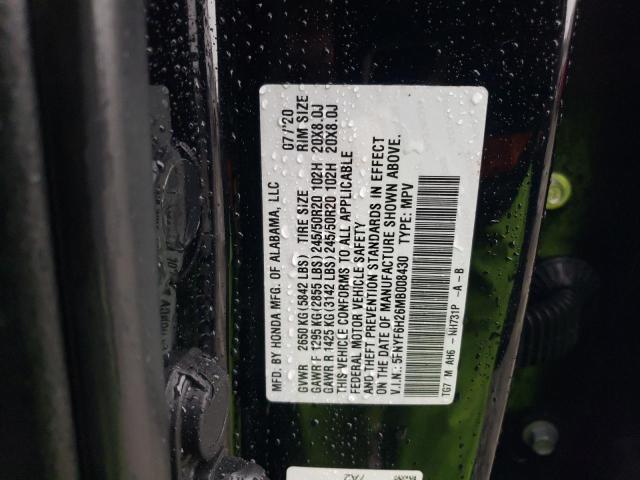 MFD. BY HONDA MFG. OF ALABAMA, LLC 07/'20
GVWR 2650 KG (5842 LBS) TIRE SIZE RIM SIZE
GAWR F 1295 KG (2855 LBS) 245/50R20 102H 20X8.0J
GAWR R 1425 KG (3142 LBS) 245/50R20 102H 20X8.0J
THIS VEHICLE CONFORMS TO ALL APPLICABLE
FEDERAL MOTOR VEHICLE SAFETY
AND THEFT PREVENTION STANDARDS IN EFFECT
ON THE DATE OF MANUFACTURE SHOWN ABOVE.
V.I.N.: 5FNYF6H26MB008430 TYPE: MPV
TG7 M AH6- NH731P -A -B